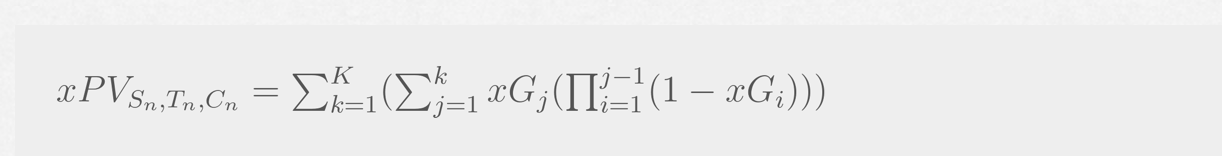 $xPV_{S_n,T_n,C_n} = \sum_{k=1}^{K}(\sum_{j=1}^{k} xG_j(\prod_{i=1}^{j-1}(1 - xG_i)))$